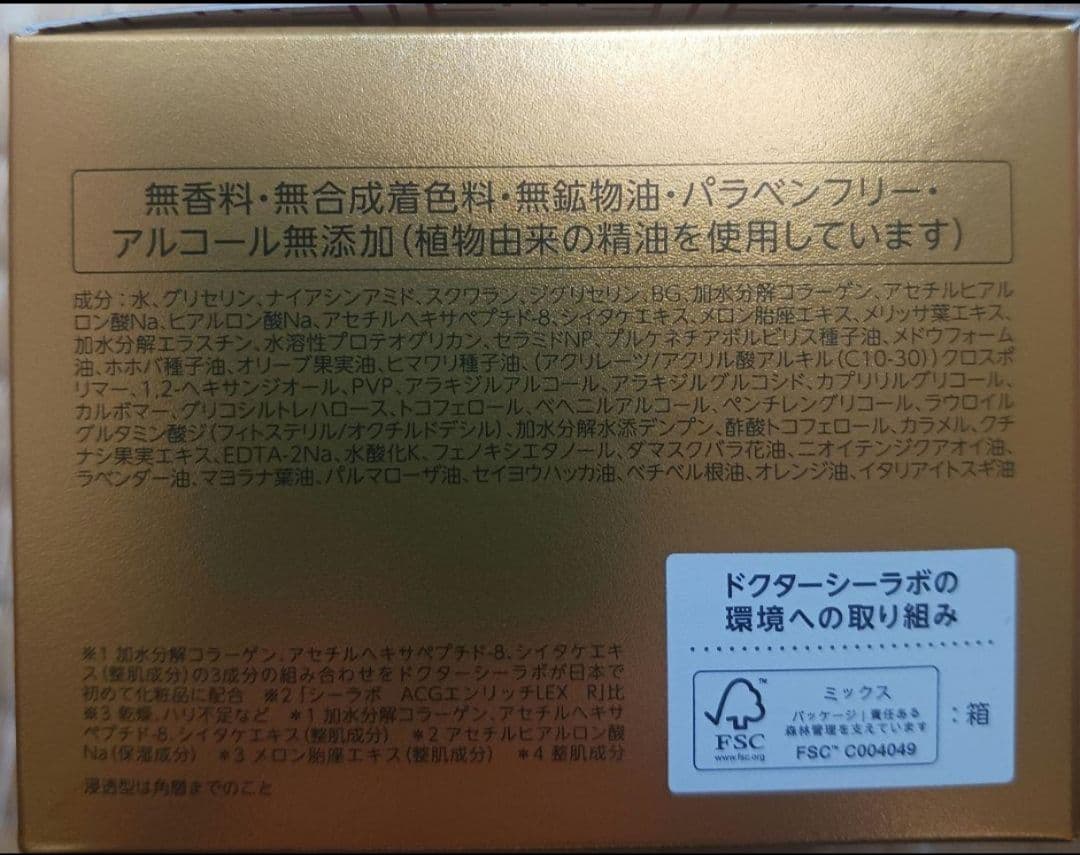 無香料・無合成着色料・無鉱物油・パラベンフリー・
アルコール無添加(植物由来の精油を使用しています)
成分:水、グリセリン、ナイアシンアミド、スクワラン、ジグリセリン、BG、加水分解コラーゲン、アセチルヒアル
ロン酸Na、ヒアルロン酸Na、アセチルヘキサペプチド-8、シイタケエキス、メロン胎座エキス、メリッサ葉エキス、
加水分解エラスチン、水溶性プロテオグリカン、セラミドNP、プルケネチアボルビリス種子油、メドウフォーム
油、ホホバ種子油、オリーブ果実油、ヒマワリ種子油、(アクリレーツ/アクリル酸アルキル(C10-30))クロスポ
リマー、1,2-ヘキサンジオール、PVP、アラキジルアルコール、アラキジルグルコシド、カプリリルグリコール、
カルボマー、グリコシルトレハロース、トコフェロール、ベヘニルアルコール、ペンチレングリコール、ラウロイル
グルタミン酸ジ(フィトステリル/オクチルドデシル)、加水分解水添デンプン、酢酸トコフェロール、カラメル、クチ
ナシ果実エキス、EDTA-2Na、水酸化K、フェノキシエタノール、ダマスクバラ花油、ニオイテンジクアオイ油、
ラベンダー油、マヨラナ葉油、パルマローザ油、セイヨウハッカ油、ベチベル根油、オレンジ油、イタリアイトスギ油
ドクターシーラボの
環境への取り組み
FSC
www.fsc.org
™
ミックス
パッケージ|責任ある
森林管理を支えています
FSC™ C004049
:箱
※1 加水分解コラーゲン、アセチルヘキサペプチド-8、シイタケエキ
ス(整肌成分)の3成分の組み合わせをドクターシーラボが日本で
初めて化粧品に配合 ※2「シーラボ ACGエンリッチLEX R」比
※3 乾燥、ハリ不足など *1 加水分解コラーゲン、アセチルヘキサ
ペプチド-8、シイタケエキス(整肌成分) *2 アセチルヒアルロン酸
Na(保湿成分) *3 メロン胎座エキス(整肌成分) *4 整肌成分
浸透型は角層までのこと